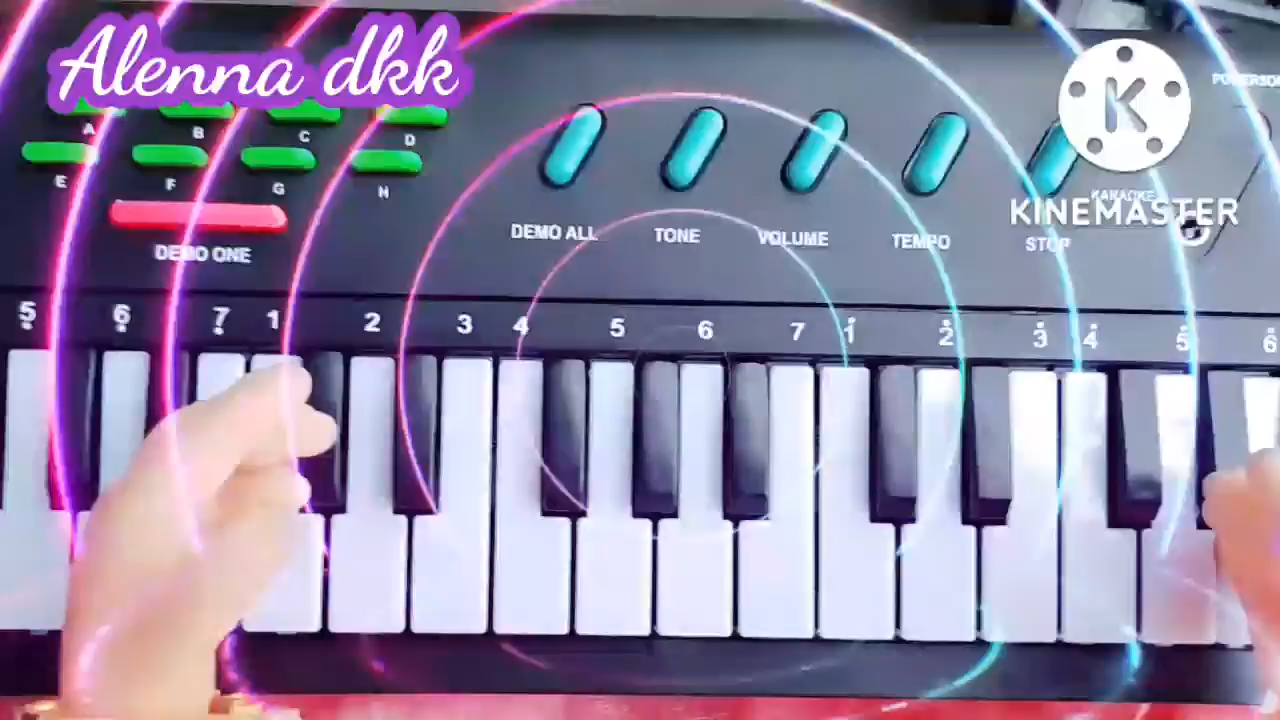 Alenna dkk
K
A B C D
E F G H
DEMO ONE
DEMO ALL TONE VOLUME TEMPO STOP
KARAOKE
KINEMASTER
5 6 7 1 2 3 4 5 6 7 1 2 3 4 5 6